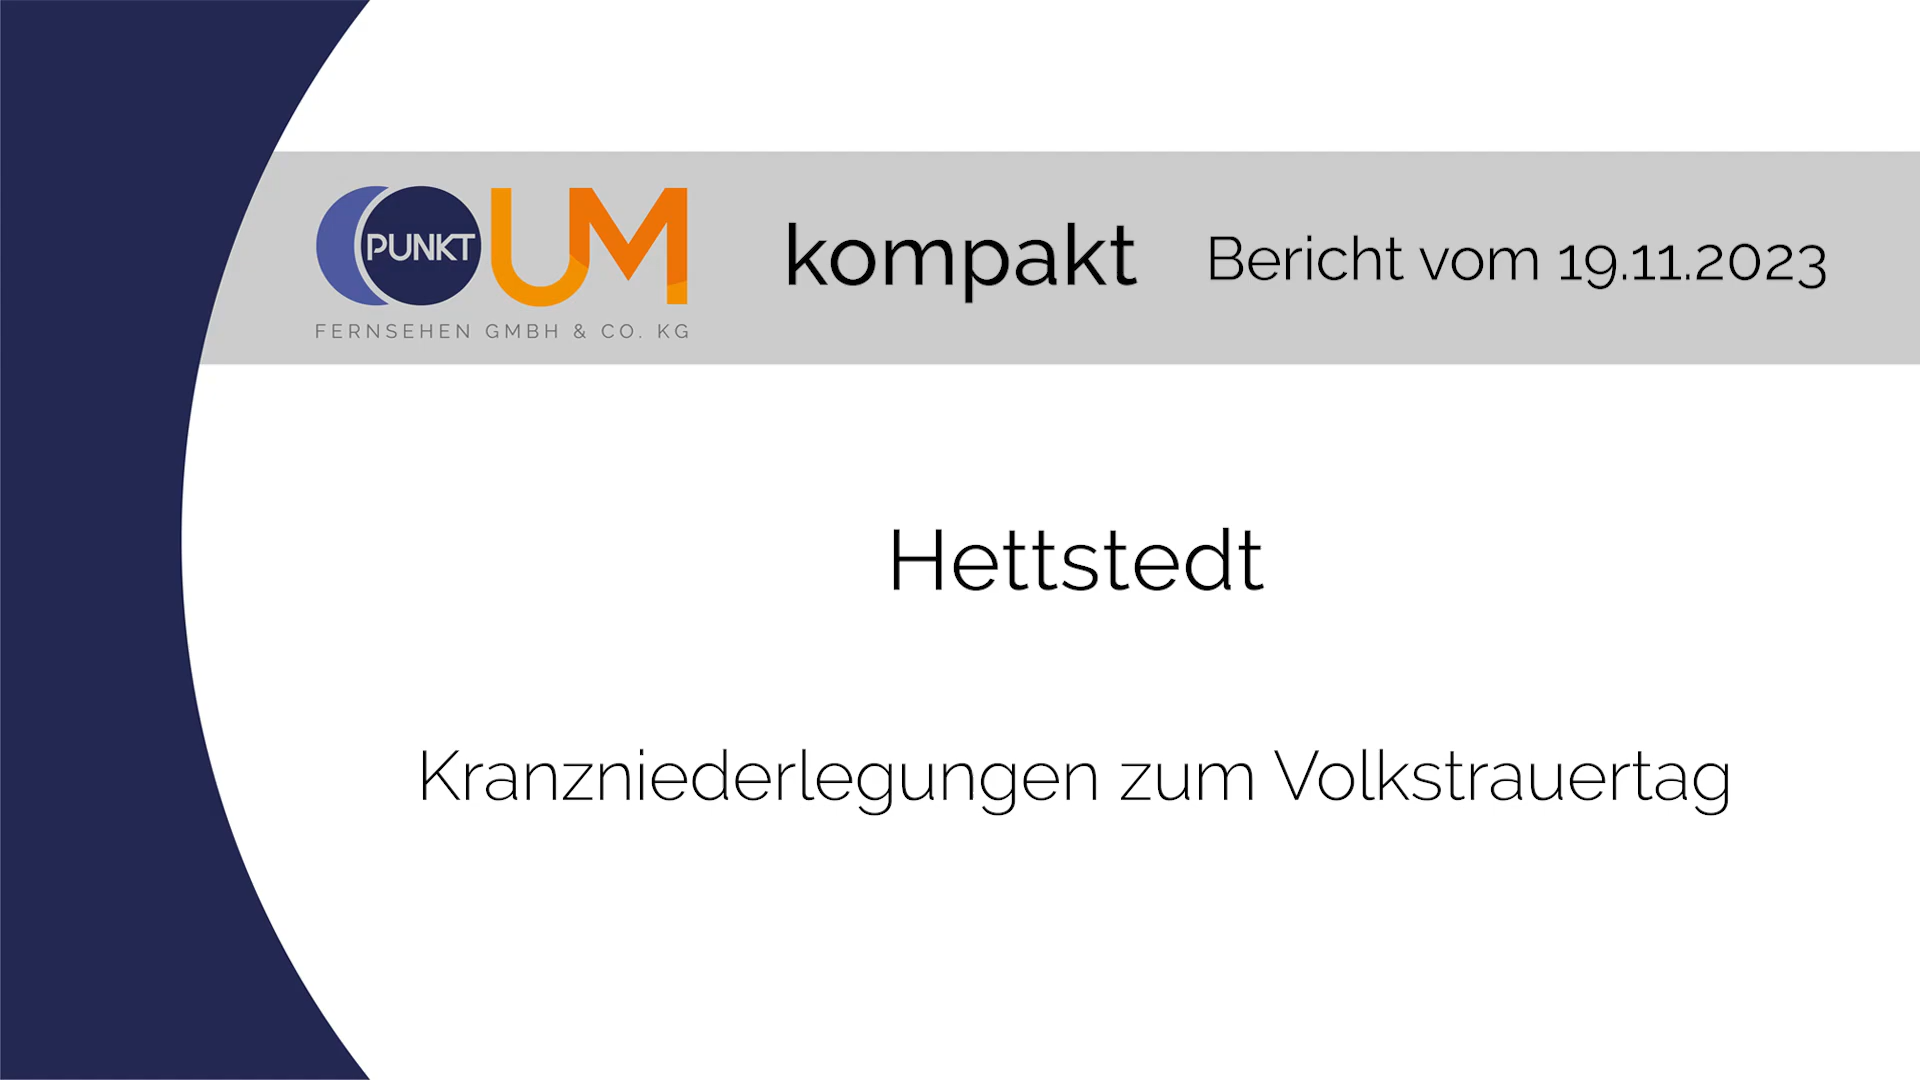 PUNKT UM
FERNSEHEN GMBH & CO. KG
kompakt Bericht vom 19.11.2023
Hettstedt
Kranzniederlegungen zum Volkstrauertag